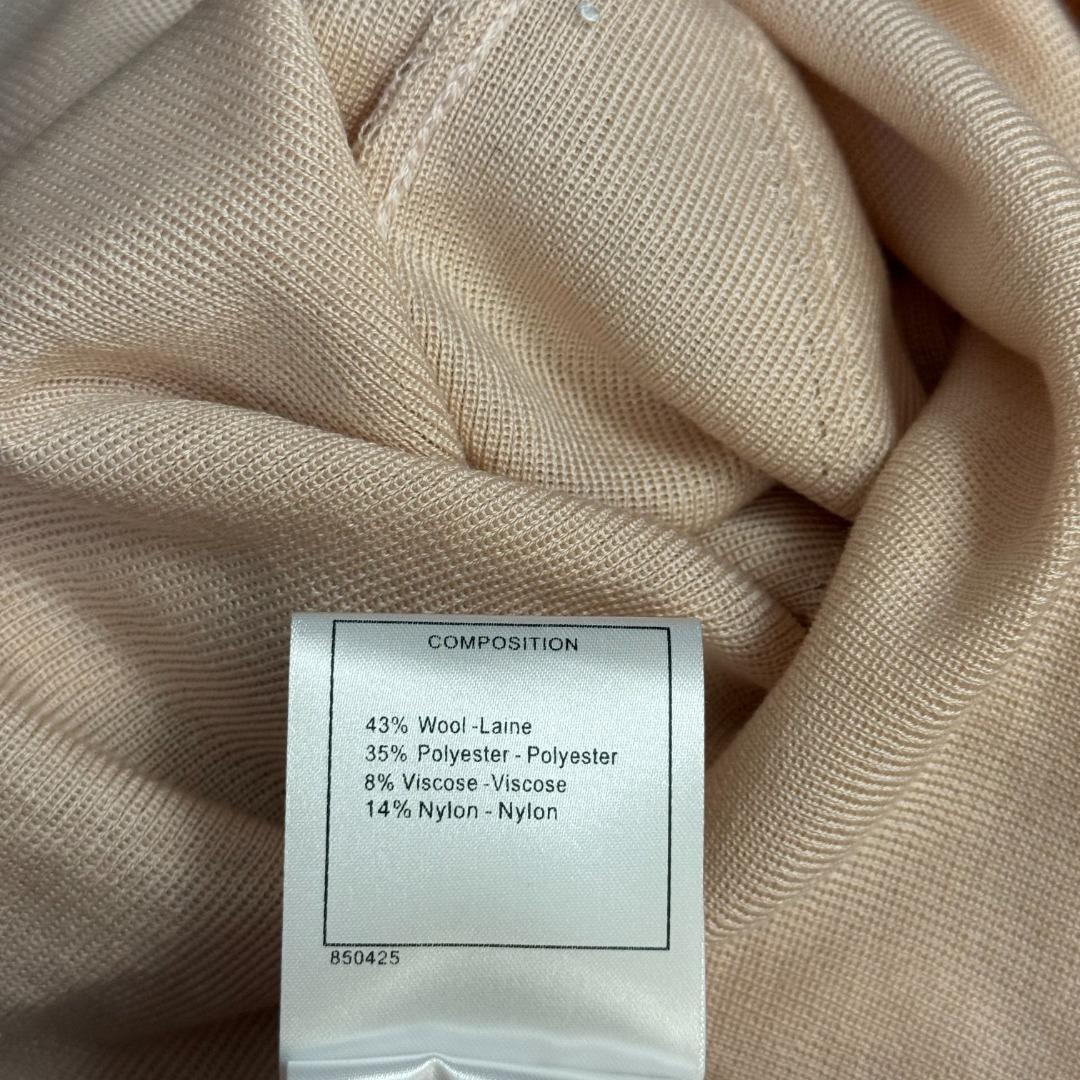 COMPOSITION
43% Wool -Laine
35% Polyester - Polyester
8% Viscose -Viscose
14% Nylon - Nylon
850425